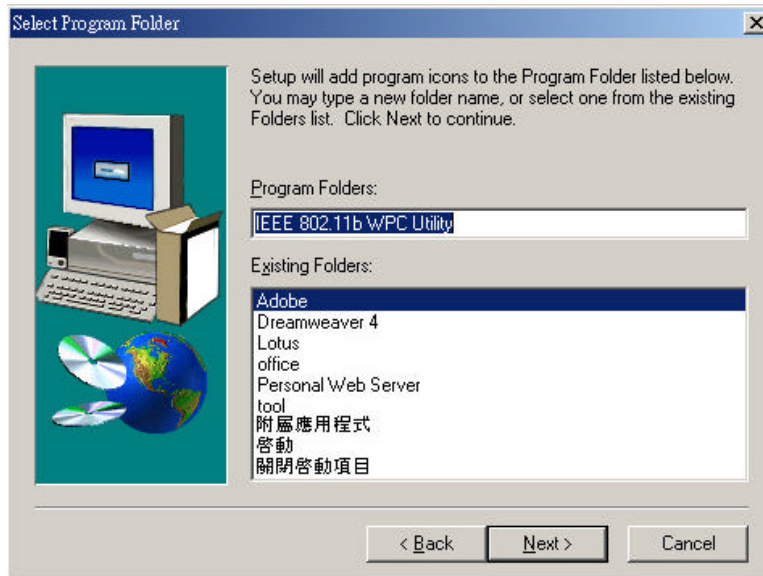 Select Program Folder
Setup will add program icons to the Program Folder listed below.
You may type a new folder name, or select one from the existing
Folders list. Click Next to continue.
Program Folders:
IEEE 802.11b WPC Utility
Existing Folders:
Adobe
Dreamweaver 4
Lotus
office
Personal Web Server
tool
附屬應用程式
啓動
關閉啓動項目
< Back
Next >
Cancel